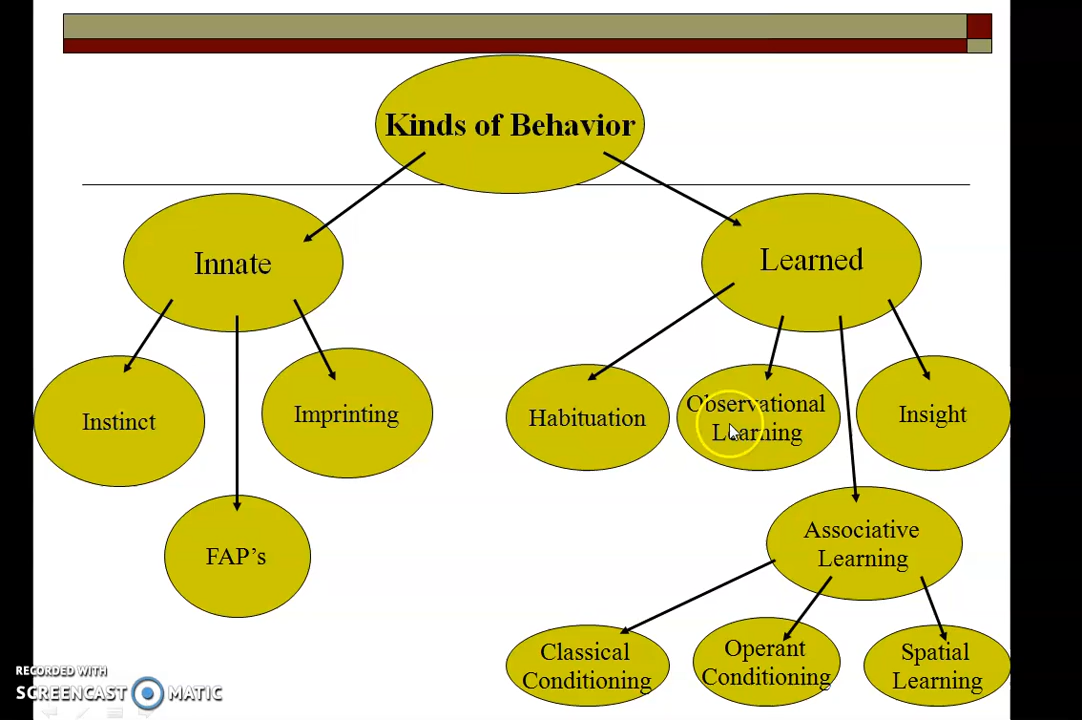 Kinds of Behavior
Innate
Learned
Instinct
Imprinting
Habituation
Observational
Learning
Insight
FAP's
Associative
Learning
Classical
Conditioning
Operant
Conditioning
Spatial
Learning
RECORDED WITH
SCREENCAST MATIC